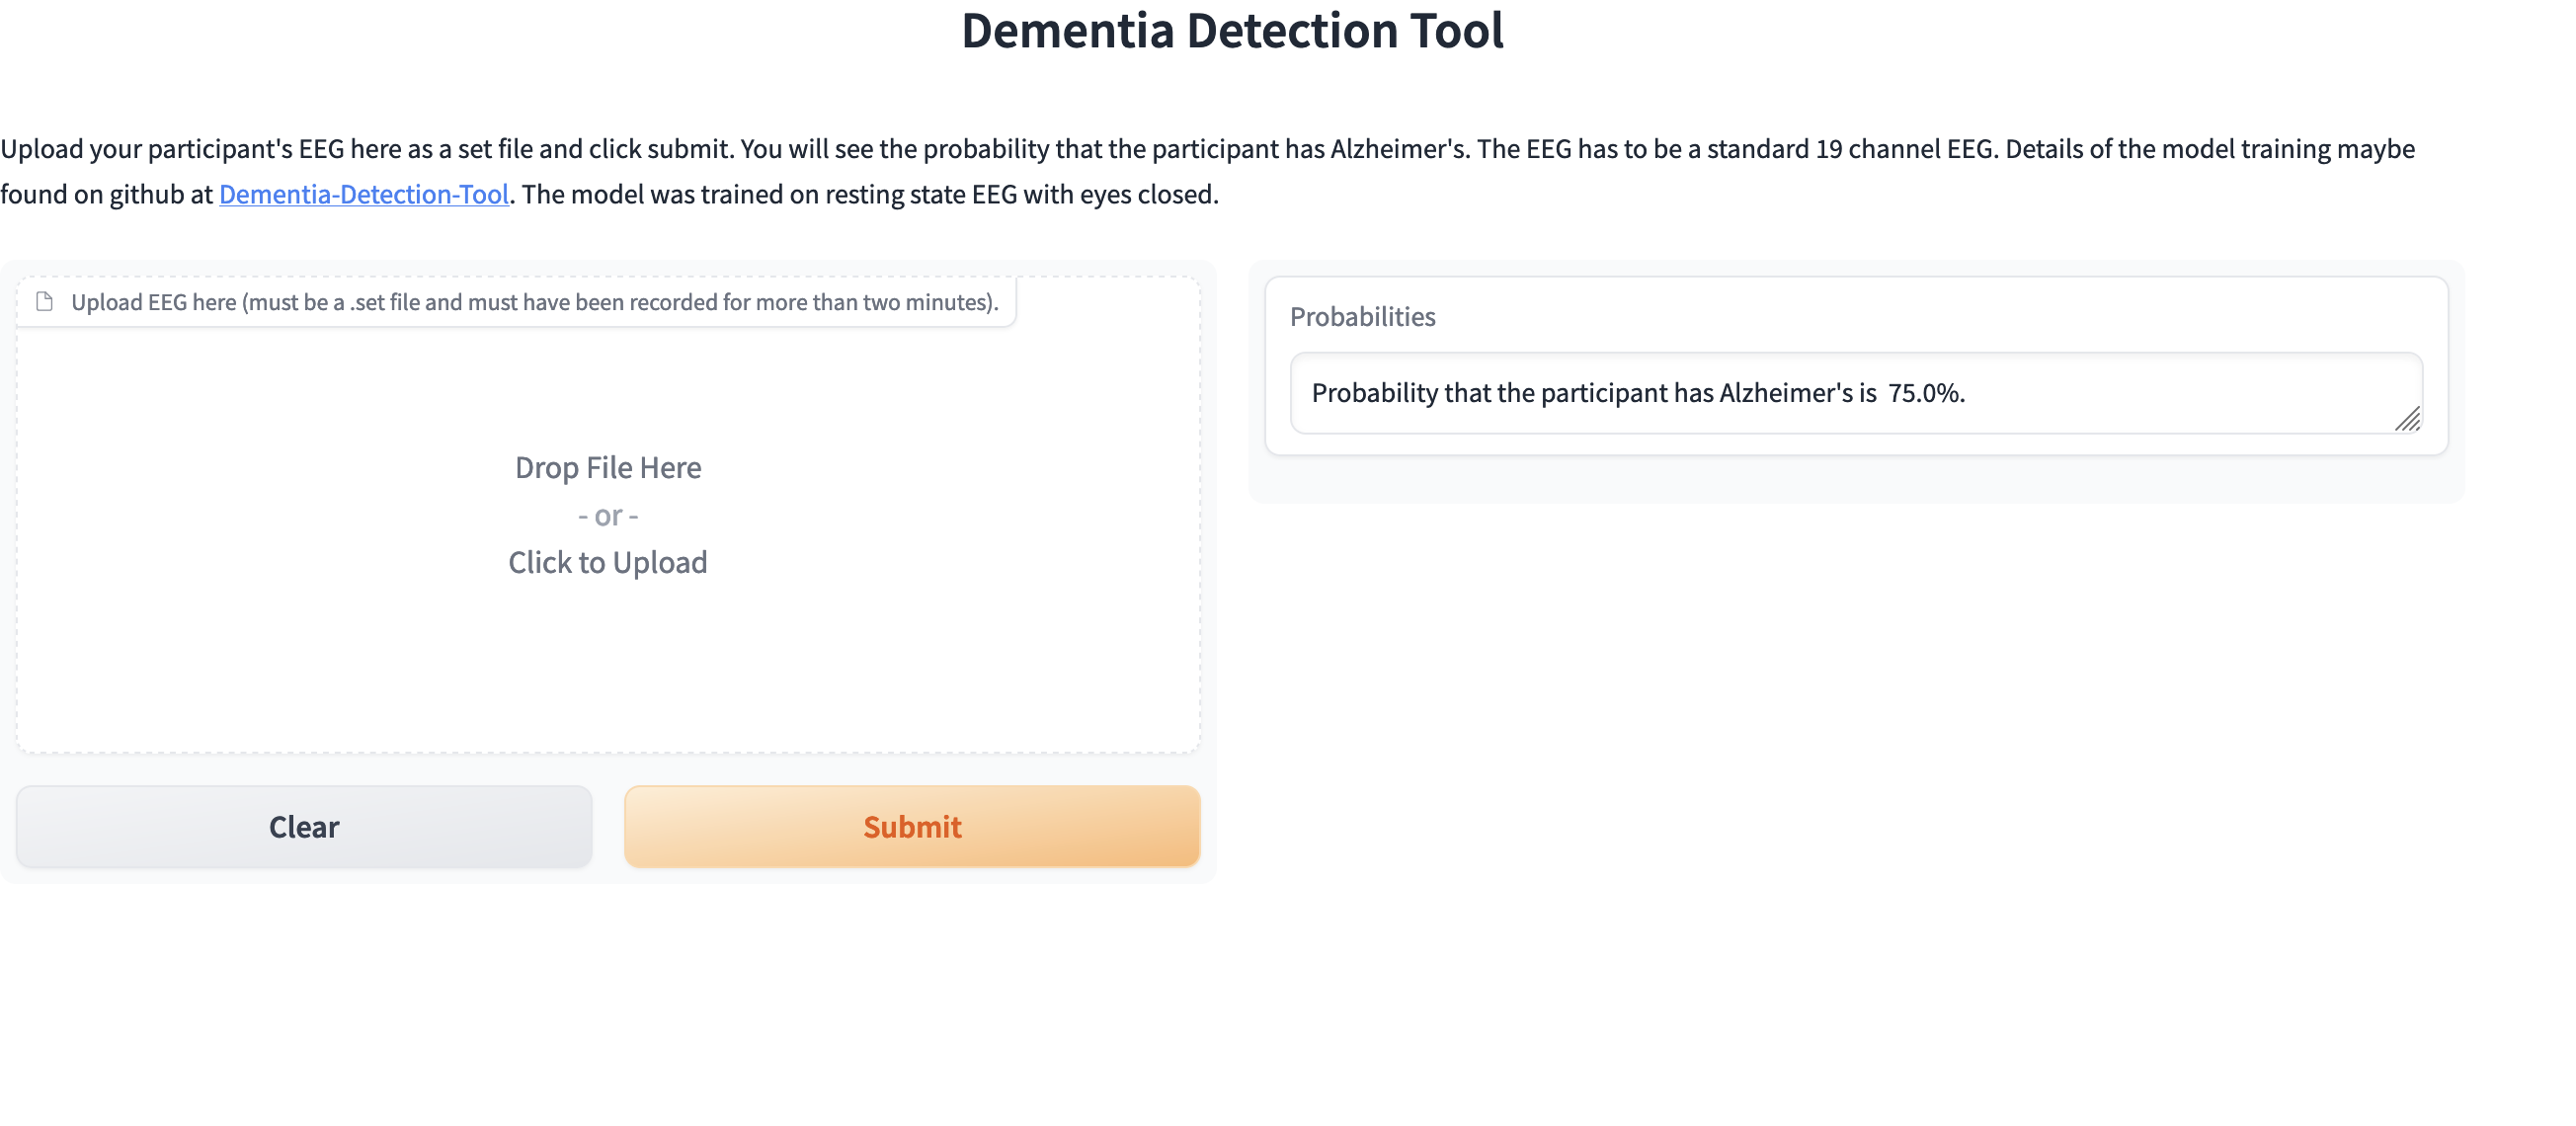 Dementia Detection Tool
Upload your participant's EEG here as a set file and click submit. You will see the probability that the participant has Alzheimer's. The EEG has to be a standard 19 channel EEG. Details of the model training maybe
found on github at Dementia-Detection-Tool. The model was trained on resting state EEG with eyes closed.
Upload EEG here (must be a .set file and must have been recorded for more than two minutes).
Drop File Here
- or -
Click to Upload
Clear
Submit
Probabilities
Probability that the participant has Alzheimer's is  75.0%.